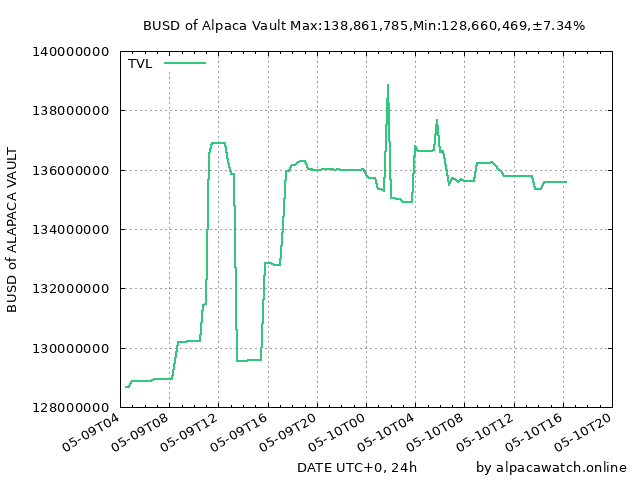 BUSD of Alpaca Vault Max:138,861,785,Min:128,660,469,±7.34%
TVL
140000000
138000000
136000000
134000000
132000000
130000000
128000000
BUSD of ALAPACA VAULT
05-09T04
05-09T08
05-09T12
05-09T16
05-09T20
05-10T00
05-10T04
05-10T08
05-10T12
05-10T16
05-10T20
DATE UTC+0, 24h
by alpacawatch.online